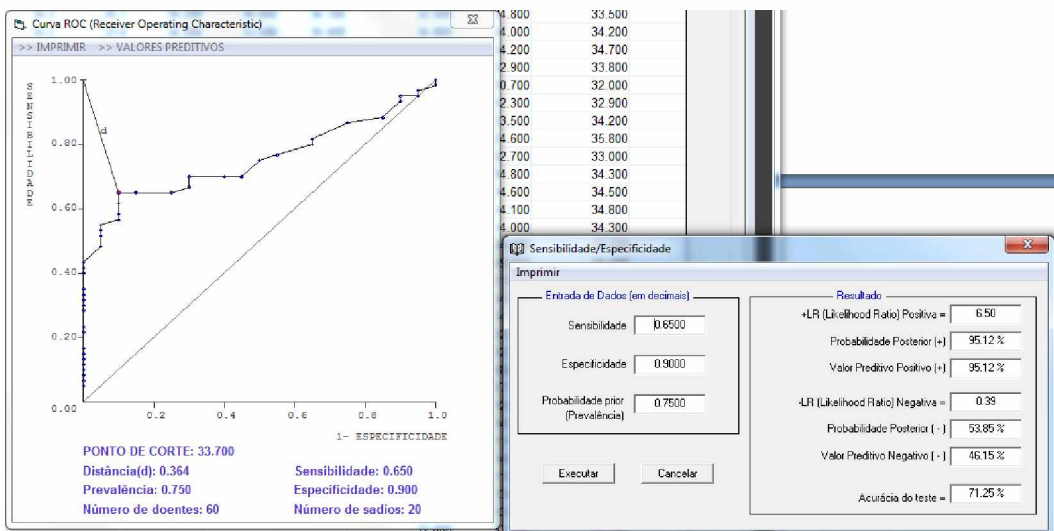 Curva ROC (Receiver Operating Characteristic)
>> IMPRIMIR >> VALORES PREDITIVOS
SENSIBILIDADE
1.00
0.80
0.60
0.40
0.20
0.00
d
0.2 0.4 0.6 0.8 1.0
1- ESPECIFICIDADE
PONTO DE CORTE: 33.700
Distância(d): 0.364 Sensibilidade: 0.650
Prevalência: 0.750 Especificidade: 0.900
Número de doentes: 60 Número de sadios: 20
4.800 33.500
4.000 34.200
4.200 34.700
2.900 33.800
0.700 32.000
2.300 32.900
3.500 34.200
4.600 35.800
2.700 33.000
4.800 34.300
4.600 34.500
4.100 34.800
4.000 34.300
Sensibilidade/Especificidade
Imprimir
Entrada de Dados (em decimais)
Sensibilidade 0.6500
Especificidade 0.9000
Probabilidade prior
(Prevalência) 0.7500
Executar Cancelar
Resultado
+LR (Likelihood Ratio) Positiva = 6.50
Probabilidade Posterior (+) 95.12 %
Valor Preditivo Positivo (+) 95.12 %
-LR (Likelihood Ratio) Negativa = 0.39
Probabilidade Posterior ( - ) 53.85 %
Valor Preditivo Negativo ( - ) 46.15 %
Acurácia do teste = 71.25 %